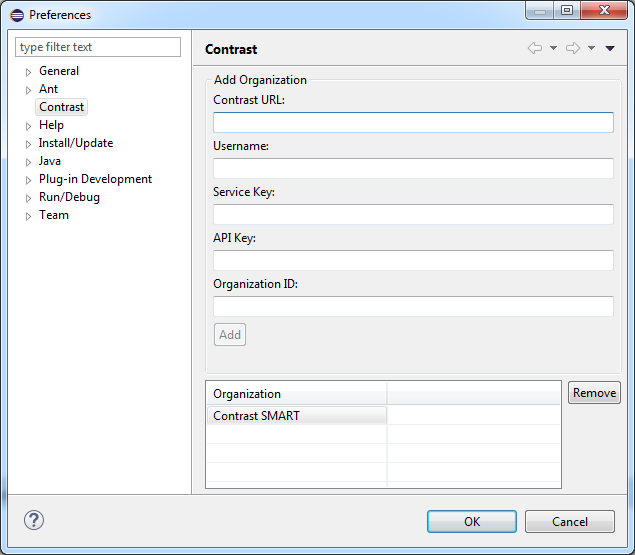 Preferences
type filter text
General
Ant
Contrast
Help
Install/Update
Java
Plug-in Development
Run/Debug
Team
Contrast
Add Organization
Contrast URL:
Username:
Service Key:
API Key:
Organization ID:
Add
Organization
Contrast SMART
Remove
?
OK
Cancel